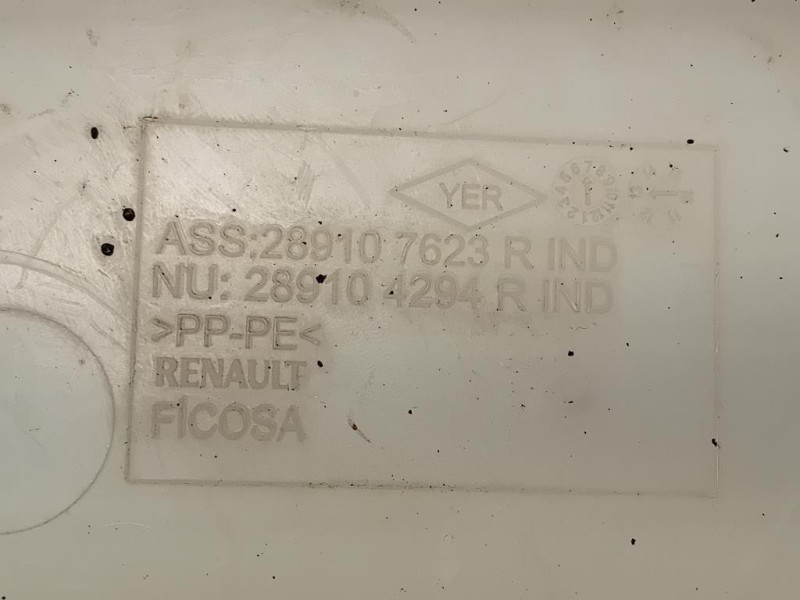 YER
ASS:28910 7623 R IND
NU: 28910 4294 R IND
>PP-PE<
RENAULT
FICOSA